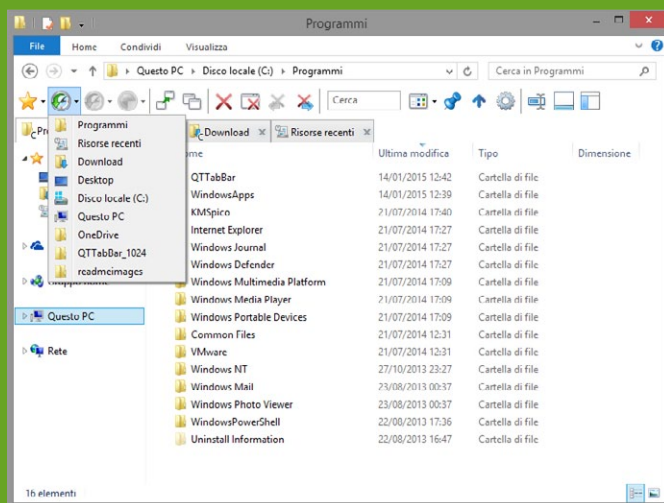 Programmi
File Home Condividi Visualizza
Questo PC Disco locale (C:) Programmi Cerca in Programmi
Cerca
Download Risorse recenti
Programmi
Risorse recenti
Download
Desktop
Disco locale (C:)
Questo PC
OneDrive
QTTabBar_1024
readmeimages
Questo PC
Rete
Ultima modifica Tipo Dimensione
QTTabBar 14/01/2015 12:42 Cartella di file
WindowsApps 14/01/2015 12:39 Cartella di file
KMSpico 21/07/2014 17:40 Cartella di file
Internet Explorer 21/07/2014 17:27 Cartella di file
Windows Journal 21/07/2014 17:27 Cartella di file
Windows Defender 21/07/2014 17:27 Cartella di file
Windows Multimedia Platform 21/07/2014 17:09 Cartella di file
Windows Media Player 21/07/2014 17:09 Cartella di file
Windows Portable Devices 21/07/2014 17:09 Cartella di file
Common Files 21/07/2014 12:31 Cartella di file
VMware 21/07/2014 12:31 Cartella di file
Windows NT 27/10/2013 23:27 Cartella di file
Windows Mail 23/08/2013 00:37 Cartella di file
Windows Photo Viewer 23/08/2013 00:37 Cartella di file
WindowsPowerShell 22/08/2013 17:36 Cartella di file
Uninstall Information 22/08/2013 16:47 Cartella di file
16 elementi